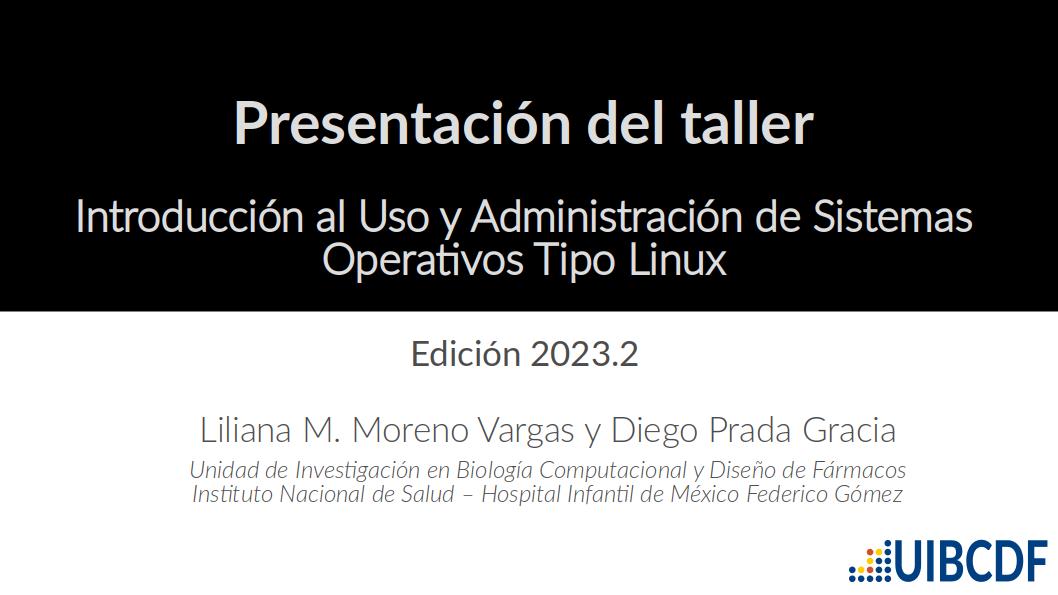 Presentación del taller
Introducción al Uso y Administración de Sistemas
Operativos Tipo Linux
Edición 2023.2
Liliana M. Moreno Vargas y Diego Prada Gracia
Unidad de Investigación en Biología Computacional y Diseño de Fármacos
Instituto Nacional de Salud – Hospital Infantil de México Federico Gómez
UIBCDF